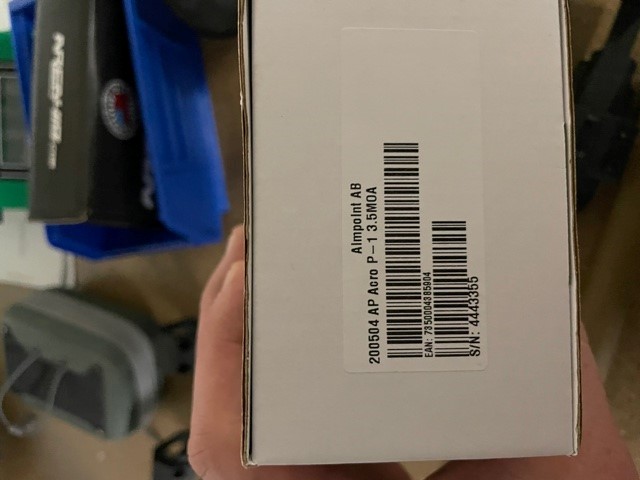 Aimpoint AB
200504 AP Acro P-1 3.5MOA
EAN: 7350004385904
S/N: 4443355